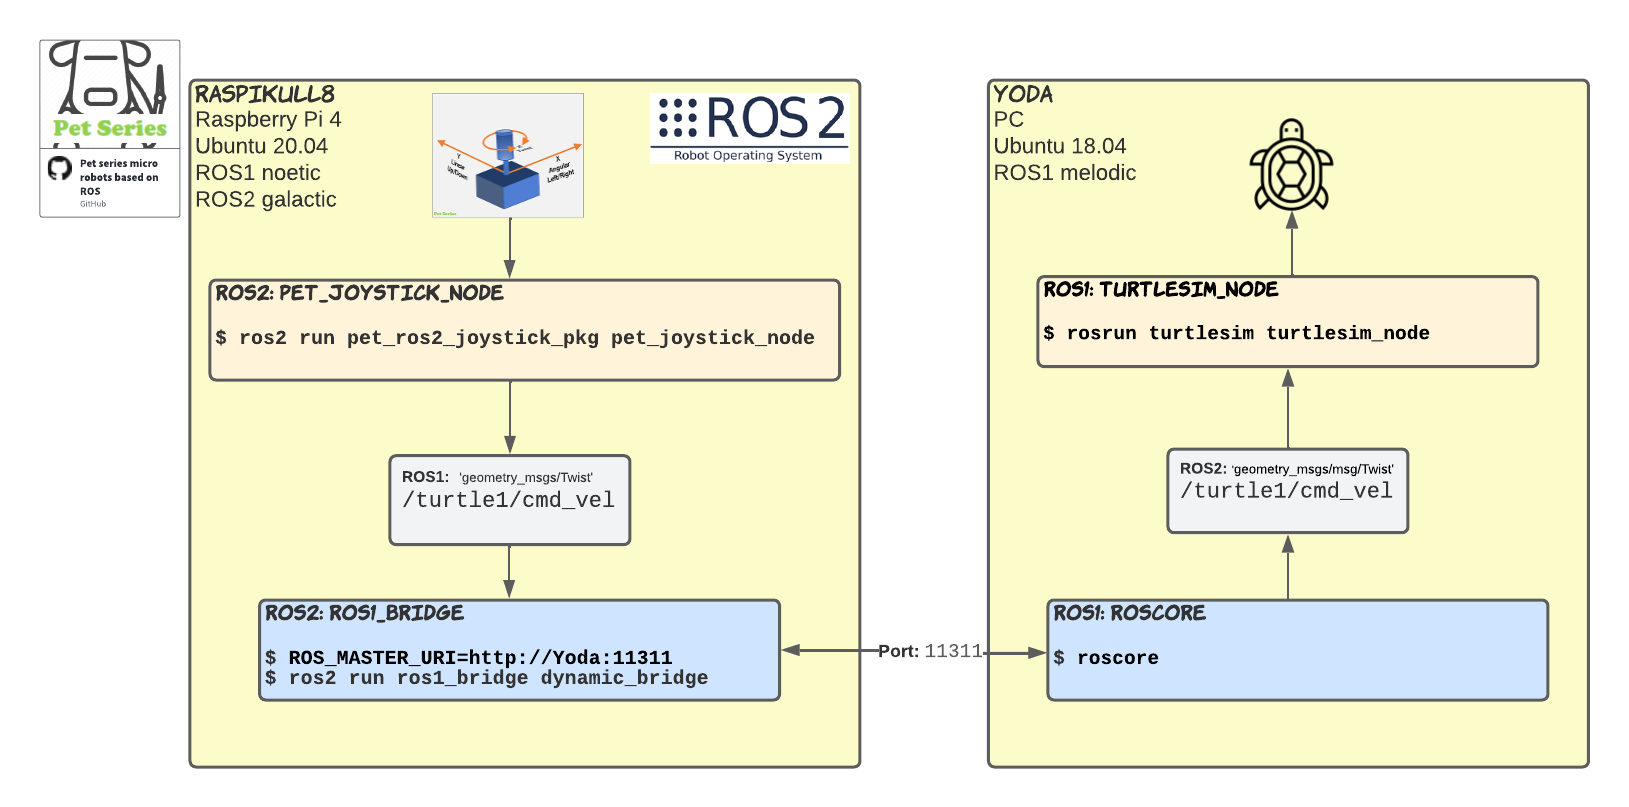 Pet Series
Pet series micro
robots based on
ROS
GitHub
RASPIKULL8
Raspberry Pi 4
Ubuntu 20.04
ROS1 noetic
ROS2 galactic
Y
Linear
Up/Down
X
Angular
Left/Right
Pet Series
ROS 2
Robot Operating System
ROS2: PET_JOYSTICK_NODE
$ ros2 run pet_ros2_joystick_pkg pet_joystick_node
ROS1: 'geometry_msgs/Twist'
/turtle1/cmd_vel
ROS2: ROS1_BRIDGE
$ ROS_MASTER_URI=http://Yoda:11311
$ ros2 run ros1_bridge dynamic_bridge
Port: 11311
YODA
PC
Ubuntu 18.04
ROS1 melodic
ROS1: TURTLESIM_NODE
$ rosrun turtlesim turtlesim_node
ROS2: 'geometry_msgs/msg/Twist'
/turtle1/cmd_vel
ROS1: ROSCORE
$ roscore